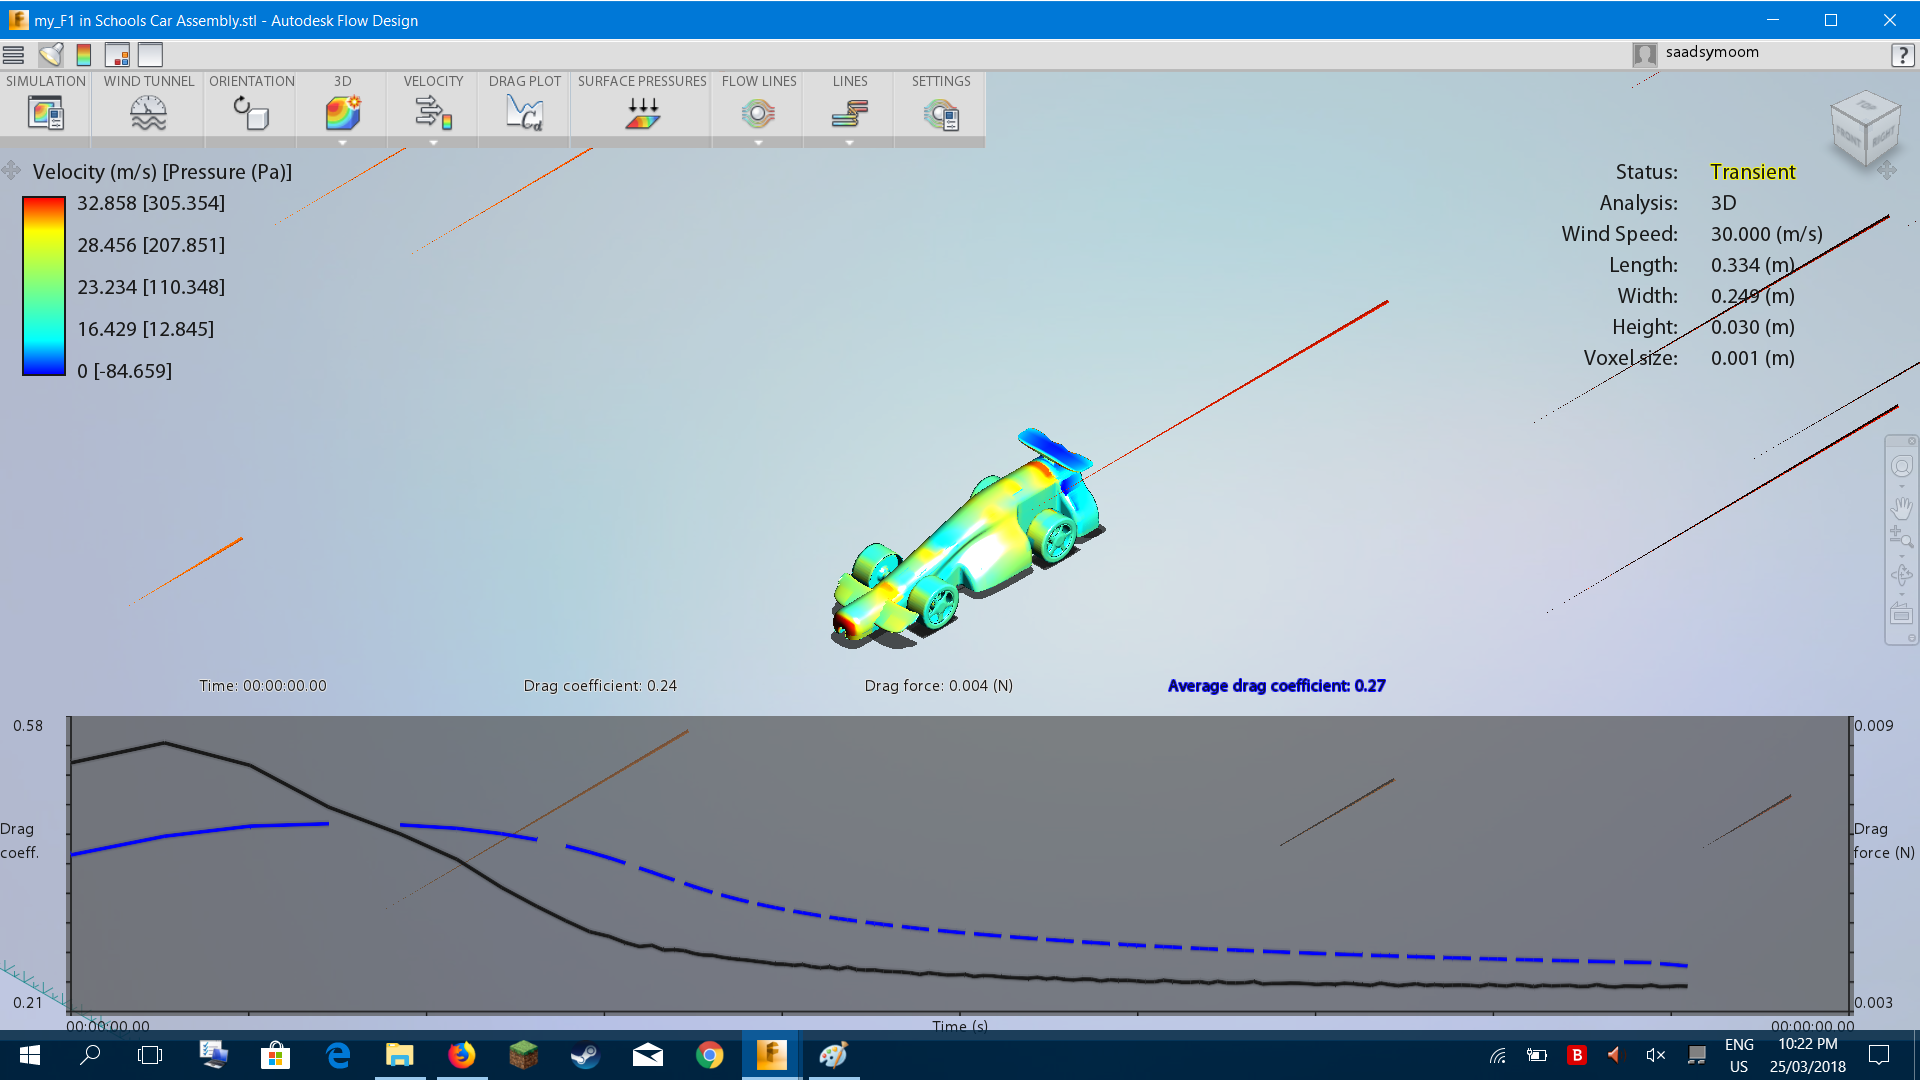 my_F1 in Schools Car Assembly.stl - Autodesk Flow Design
saadsymoom
?
SIMULATION WIND TUNNEL ORIENTATION 3D VELOCITY DRAG PLOT SURFACE PRESSURES FLOW LINES LINES SETTINGS
Cd
TOP
FRONT RIGHT
Velocity (m/s) [Pressure (Pa)]
32.858 [305.354]
28.456 [207.851]
23.234 [110.348]
16.429 [12.845]
0 [-84.659]
Status: Transient
Analysis: 3D
Wind Speed: 30.000 (m/s)
Length: 0.334 (m)
Width: 0.249 (m)
Height: 0.030 (m)
Voxel size: 0.001 (m)
Time: 00:00:00.00 Drag coefficient: 0.24 Drag force: 0.004 (N) Average drag coefficient: 0.27
0.58 0.009
Drag Drag
coeff. force (N)
0.21 0.003
00:00:00.00 Time (s) 00:00:00.00
ENG 10:22 PM
US 25/03/2018